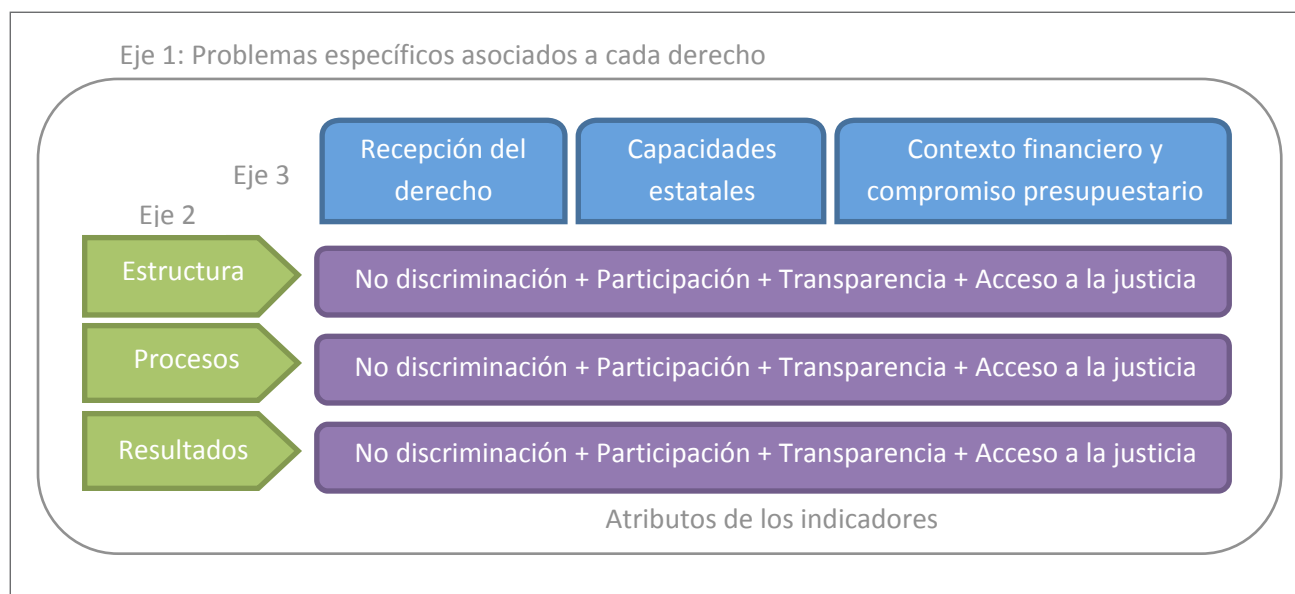 Eje 1: Problemas específicos asociados a cada derecho
Eje 3
Recepción del
derecho
Capacidades
estatales
Contexto financiero y
compromiso presupuestario
Eje 2
Estructura
No discriminación + Participación + Transparencia + Acceso a la justicia
Procesos
No discriminación + Participación + Transparencia + Acceso a la justicia
Resultados
No discriminación + Participación + Transparencia + Acceso a la justicia
Atributos de los indicadores